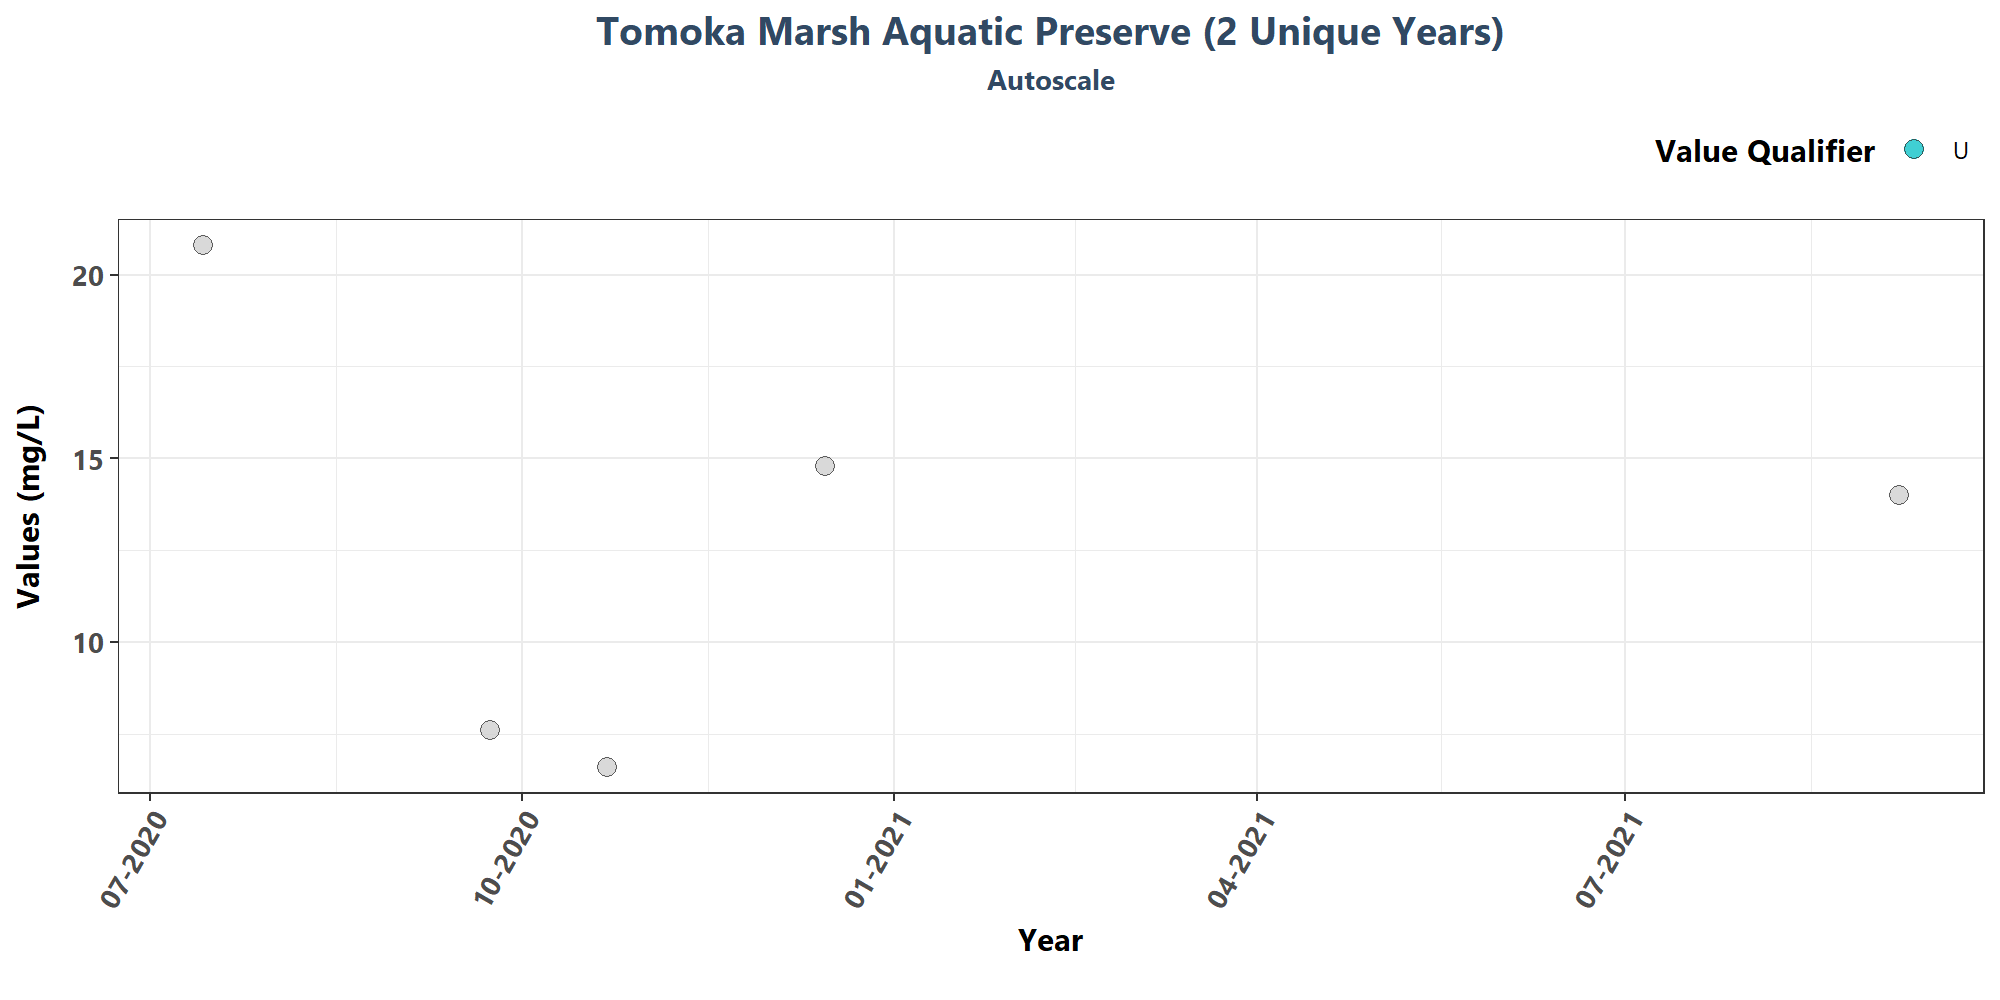 Tomoka Marsh Aquatic Preserve (2 Unique Years)
Autoscale
Value Qualifier U
Values (mg/L)
20
15
10
07-2020
10-2020
01-2021
04-2021
07-2021
Year